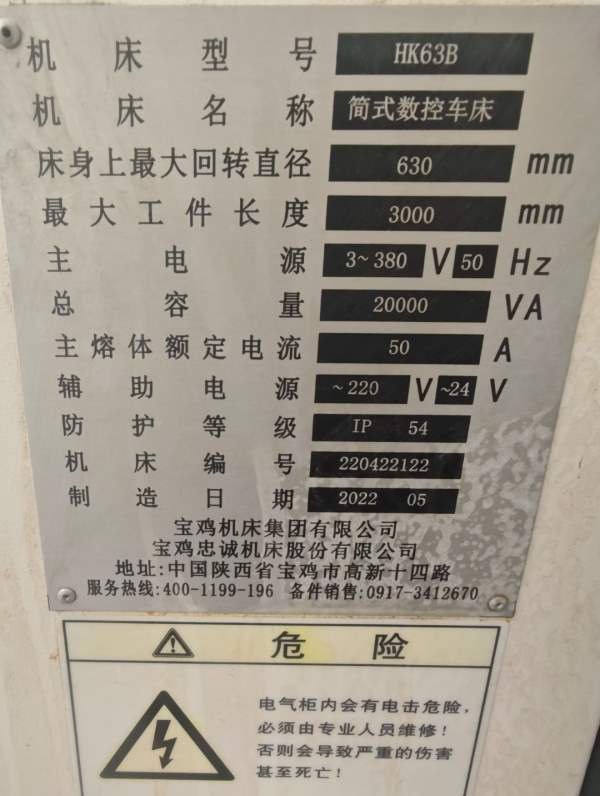 机床型号 HK63B
机床名称 简式数控车床
床身上最大回转直径 630 mm
最大工件长度 3000 mm
主电源 3~380 V 50 Hz
总容量 20000 VA
主熔体额定电流 50 A
辅助电源 ~220 V ~24 V
防护等级 IP 54
机床编号 220422122
制造日期 2022 05
宝鸡机床集团有限公司
宝鸡忠诚机床股份有限公司
地址:中国陕西省宝鸡市高新十四路
服务热线:400-1199-196 备件销售:0917-3412670
危险
电气柜内会有电击危险,
必须由专业人员维修!
否则会导致严重的伤害
甚至死亡!